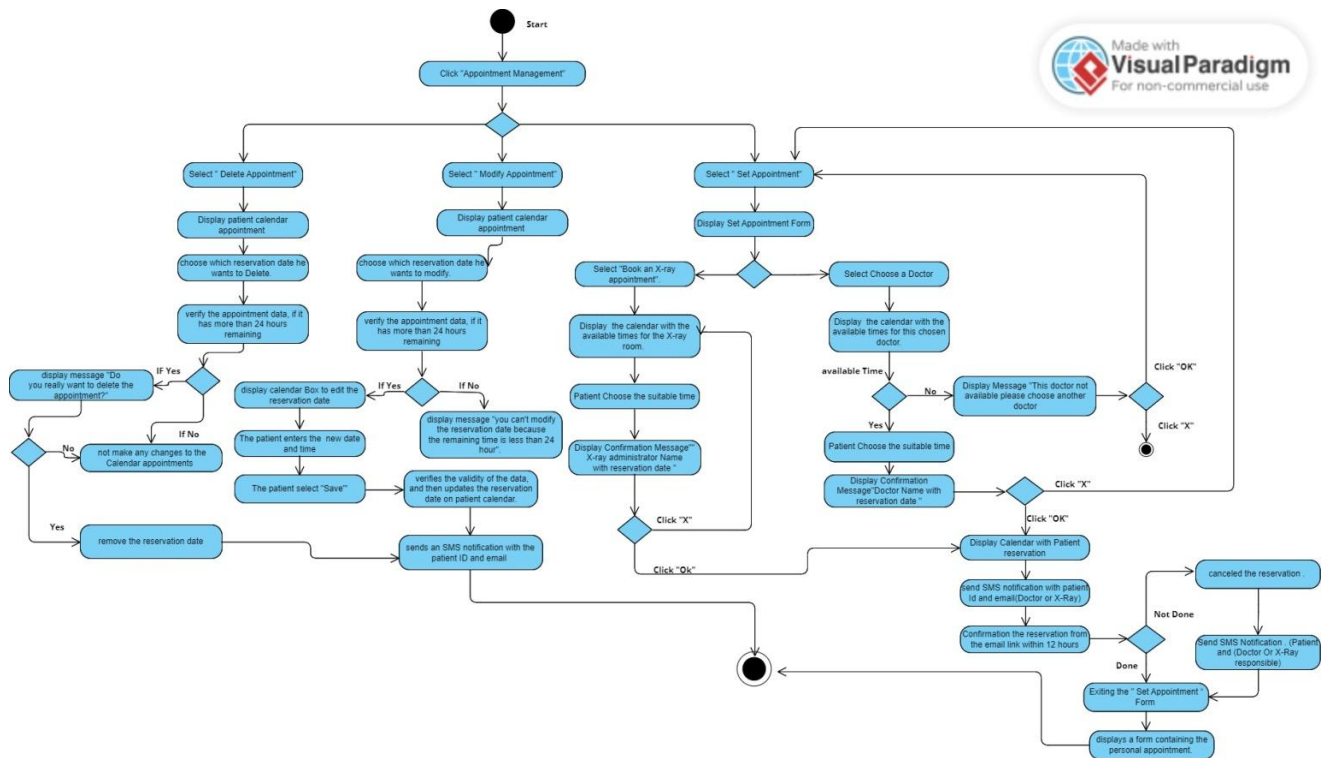 Start
Made with
Visual Paradigm
For non-commercial use
Click "Appointment Management"
Select " Delete Appointment"
Select " Modify Appointment"
Select " Set Appointment"
Display patient calendar
appointment
Display patient calendar
appointment
Display Set Appointment Form
choose which reservation date he
wants to Delete.
choose which reservation date he
wants to modify.
Select "Book an X-ray
appointment".
Select Choose a Doctor
verify the appointment data, if it
has more than 24 hours
remaining
verify the appointment data, if it
has more than 24 hours
remaining
Display the calendar with the
available times for the X-ray
room.
Display the calendar with the
available times for this chosen
doctor.
Click "OK"
display message "Do
you really want to delete the
appointment?"
IF Yes
If No
display calendar Box to edit the
reservation date
If Yes
If No
display message "you can't modify
the reservation date because
the remaining time is less than 24
hour".
Patient Choose the suitable time
available Time
No
Display Message "This doctor not
available please choose another
doctor
Click "X"
Yes
No
not make any changes to the
Calendar appointments
The patient enters the new date
and time
Display Confirmation Message""
X-ray administrator Name
with reservation date "
Patient Choose the suitable time
The patient select "Save"'
verifies the validity of the data,
and then updates the reservation
date on patient calendar.
Display Confirmation
Message"Doctor Name with
reservation date "
Click "X"
Click "OK"
Yes
remove the reservation date
sends an SMS notification with the
patient ID and email
Click "X"
Click "Ok"
Display Calendar with Patient
reservation
send SMS notification with patient
Id and email(Doctor or X-Ray)
Confirmation the reservation from
the email link within 12 hours
canceled the reservation .
Not Done
Send SMS Notification . (Patient
and (Doctor Or X-Ray
responsible)
Done
Exiting the " Set Appointment "
Form
displays a form containing the
personal appointment.